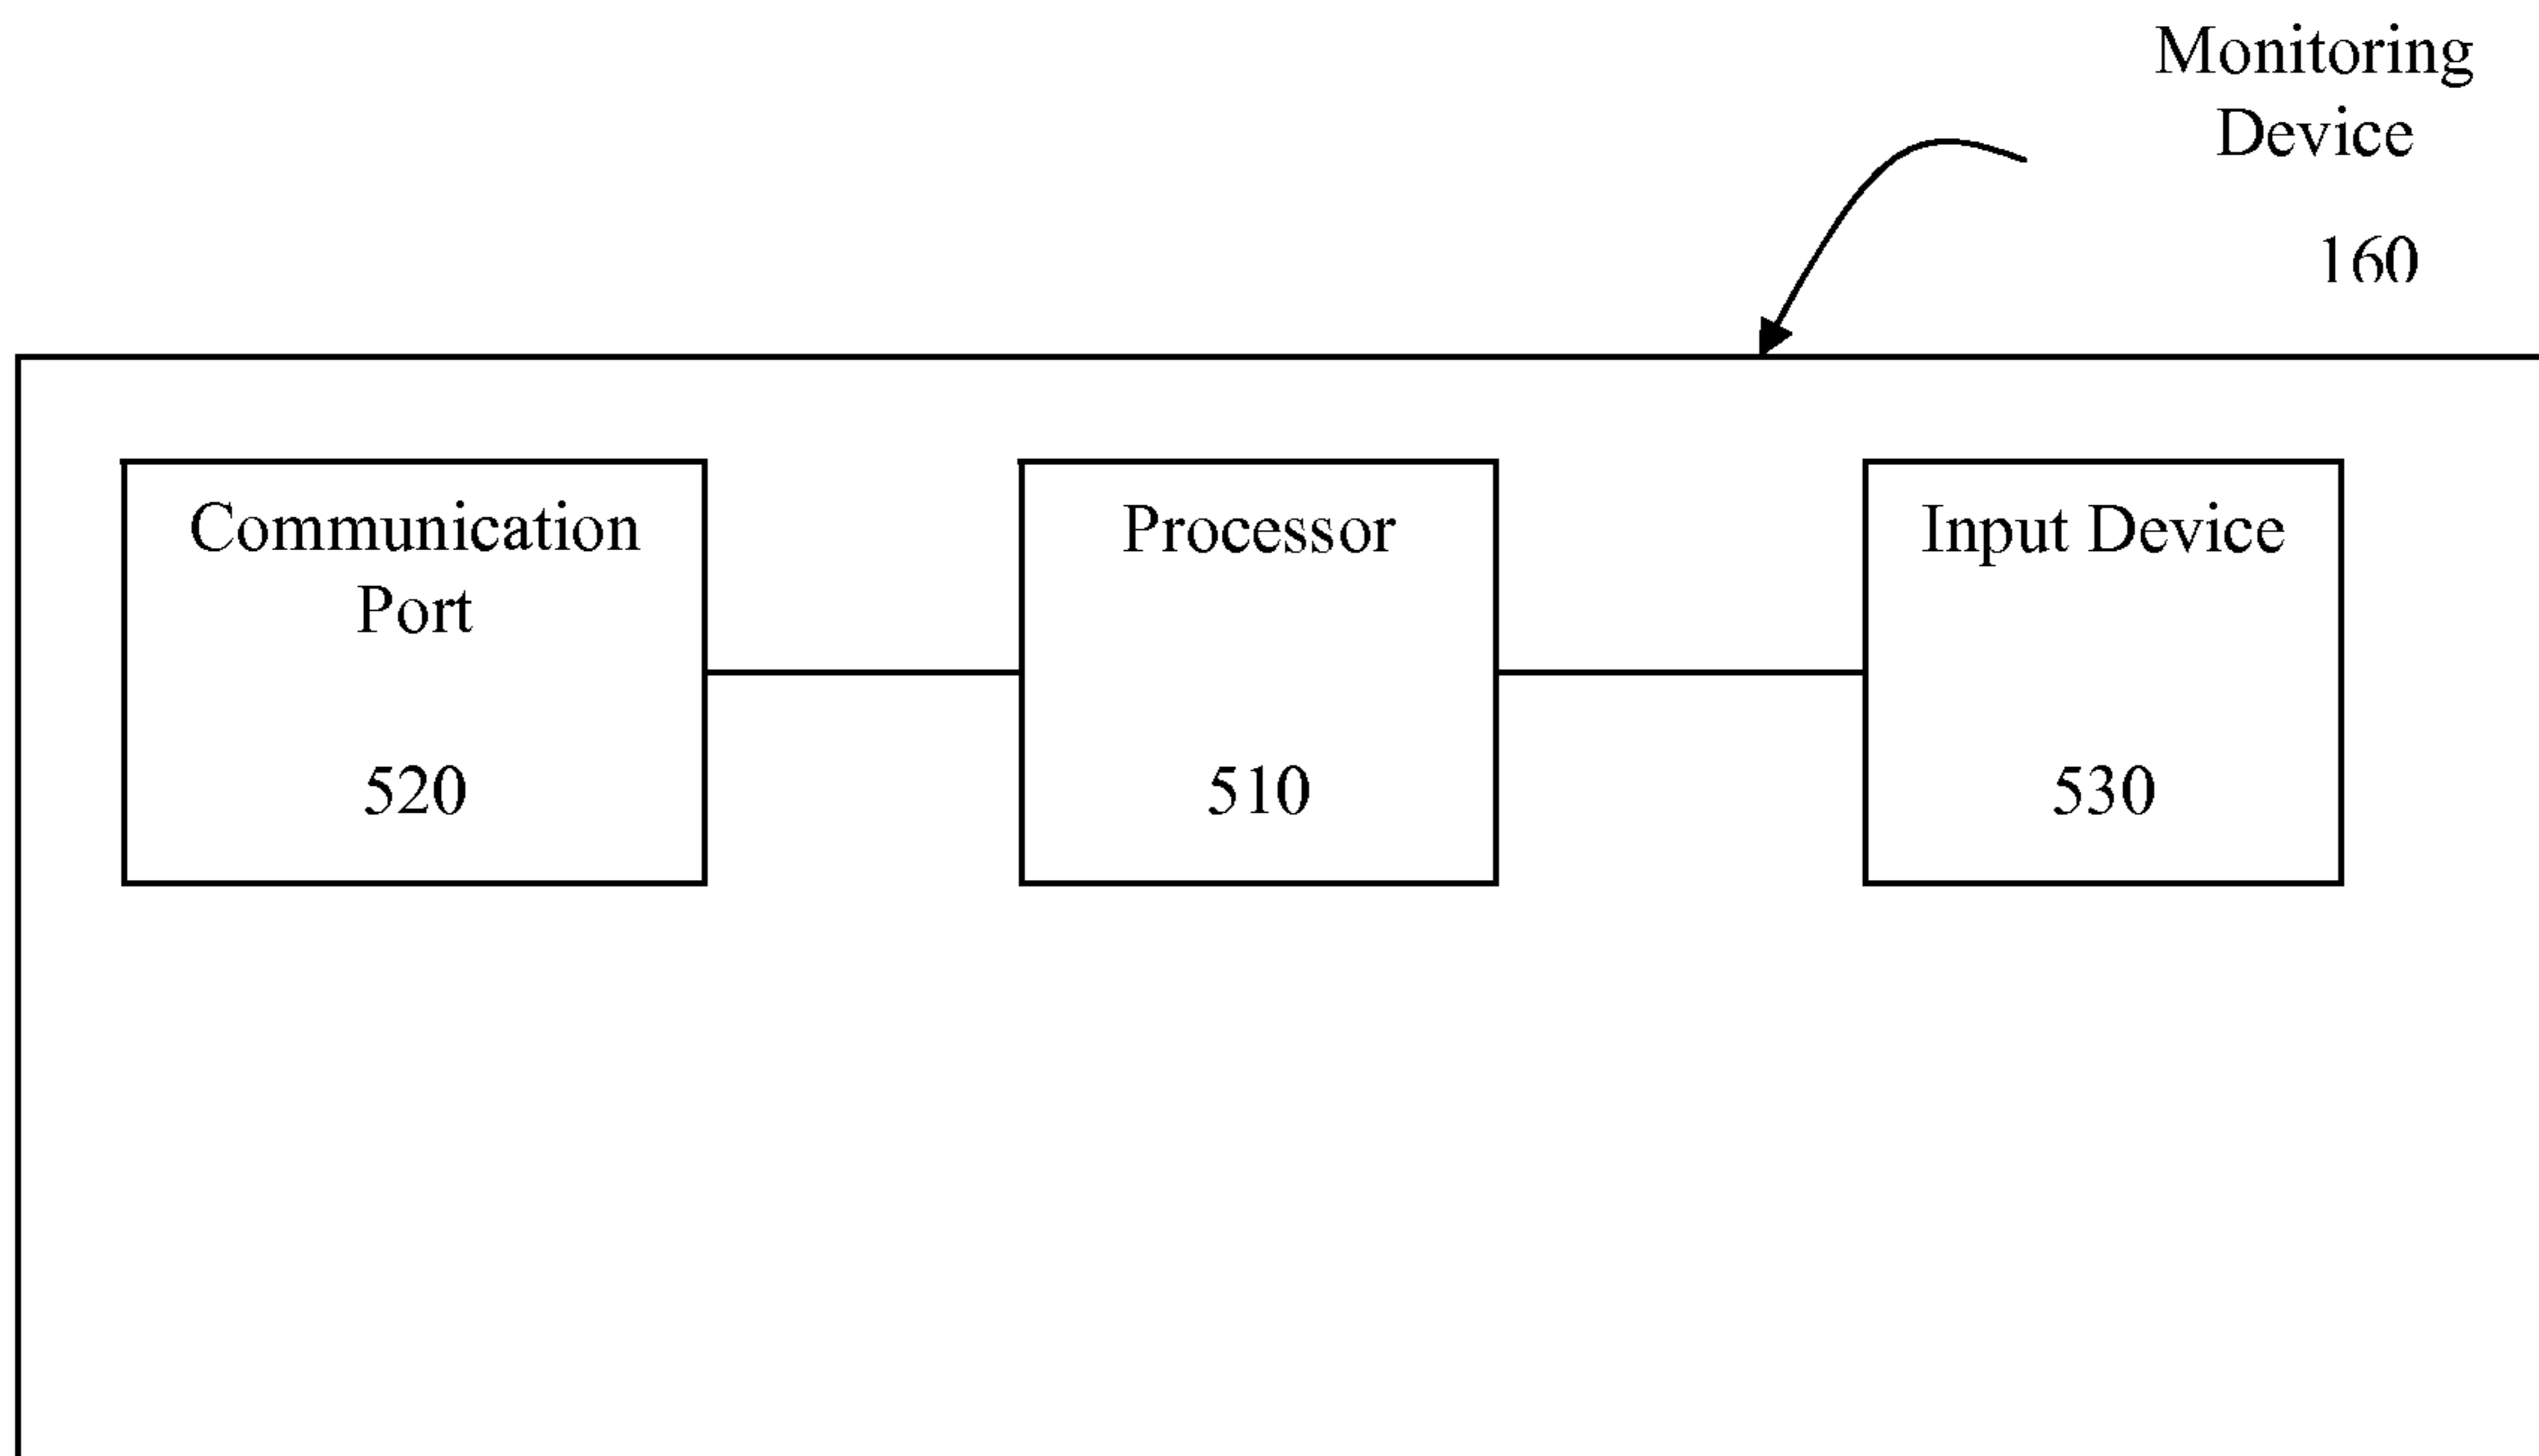 Monitoring
Device
160
Communication
Port
520
Processor
510
Input Device
530